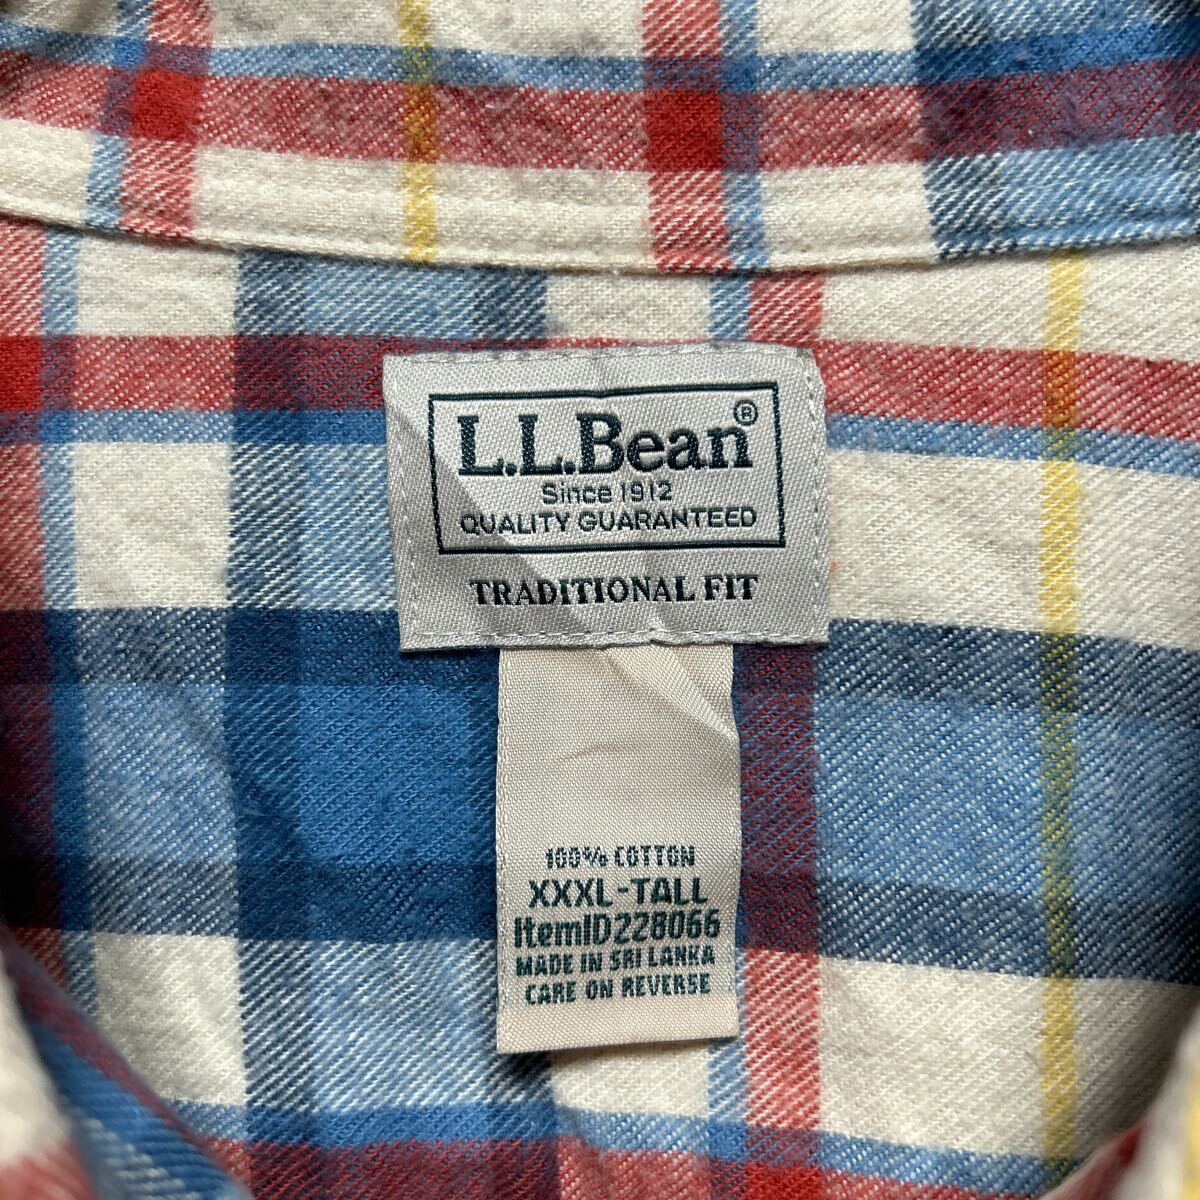 L.L.Bean®
Since 1912
QUALITY GUARANTEED
TRADITIONAL FIT
100% COTTON
XXXL-TALL
ItemID228066
MADE IN SRI LANKA
CARE ON REVERSE